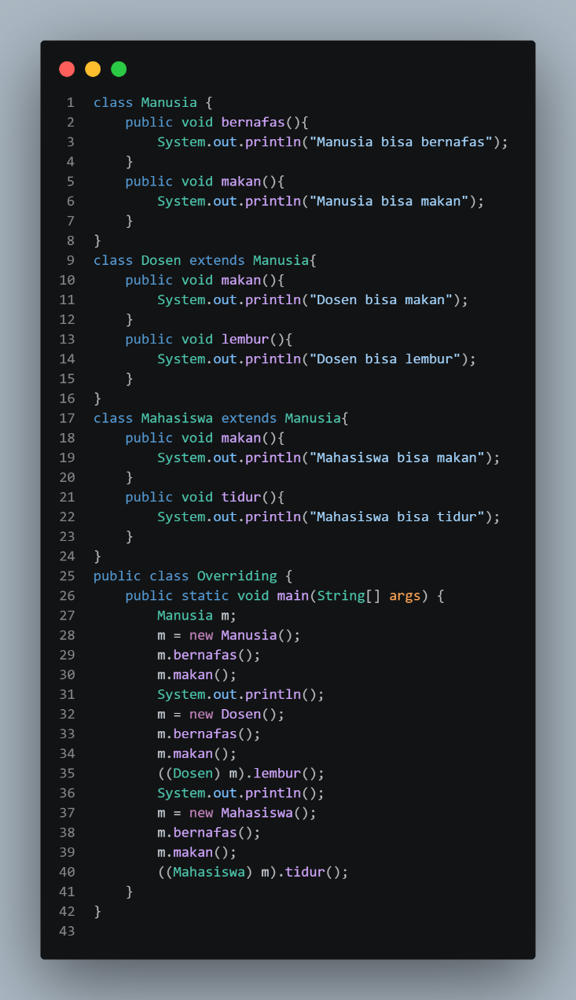 1 class Manusia {
2     public void bernafas(){
3         System.out.println("Manusia bisa bernafas");
4     }
5     public void makan(){
6         System.out.println("Manusia bisa makan");
7     }
8 }
9 class Dosen extends Manusia{
10     public void makan(){
11         System.out.println("Dosen bisa makan");
12     }
13     public void lembur(){
14         System.out.println("Dosen bisa lembur");
15     }
16 }
17 class Mahasiswa extends Manusia{
18     public void makan(){
19         System.out.println("Mahasiswa bisa makan");
20     }
21     public void tidur(){
22         System.out.println("Mahasiswa bisa tidur");
23     }
24 }
25 public class Overriding {
26     public static void main(String[] args) {
27         Manusia m;
28         m = new Manusia();
29         m.bernafas();
30         m.makan();
31         System.out.println();
32         m = new Dosen();
33         m.bernafas();
34         m.makan();
35         ((Dosen) m).lembur();
36         System.out.println();
37         m = new Mahasiswa();
38         m.bernafas();
39         m.makan();
40         ((Mahasiswa) m).tidur();
41     }
42 }
43